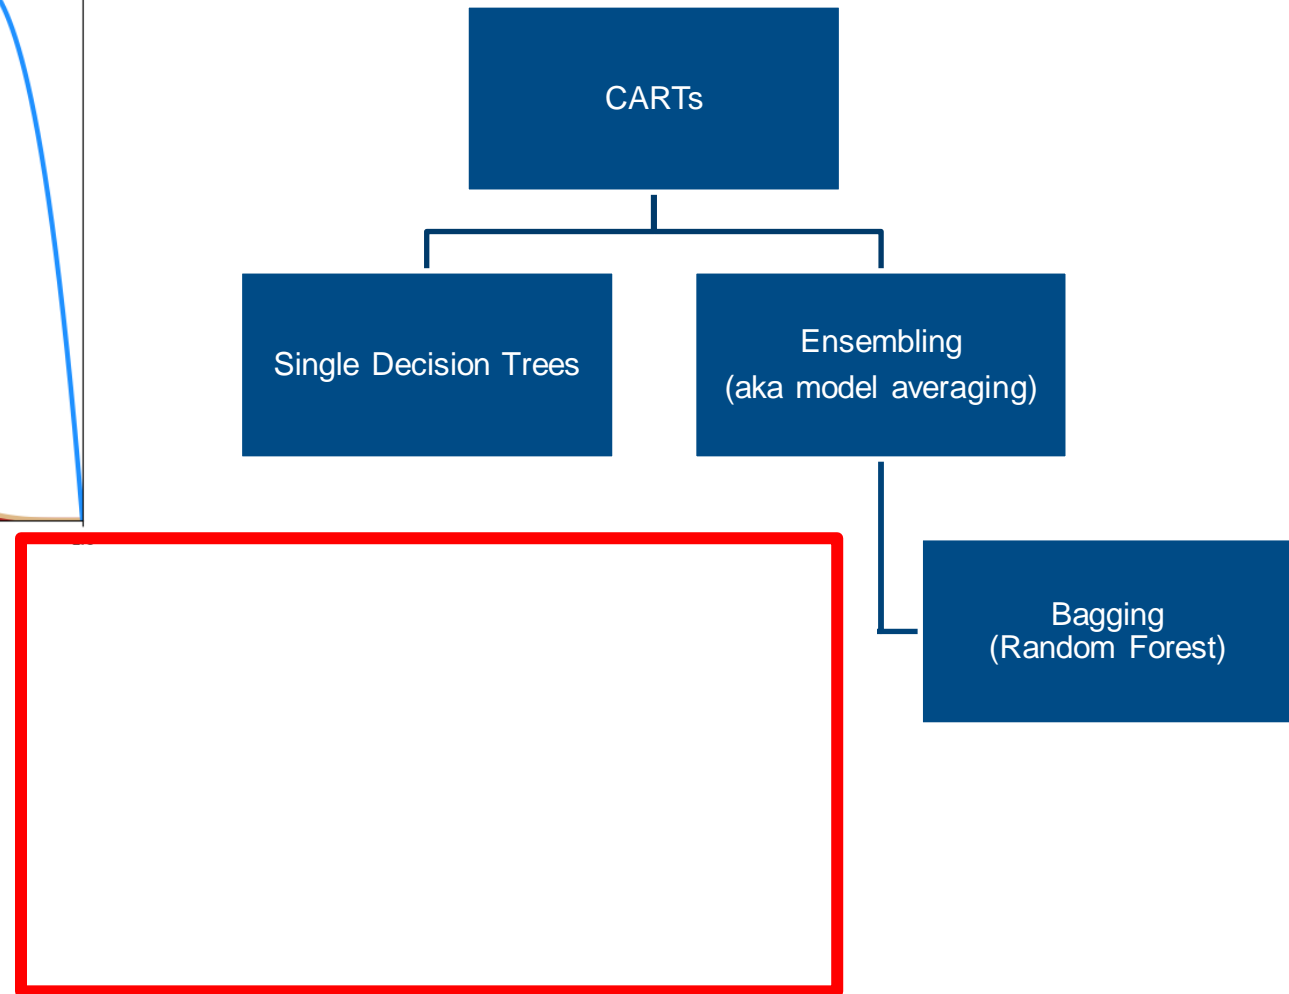 CARTs
Single Decision Trees
Ensembling
(aka model averaging)
Bagging
(Random Forest)